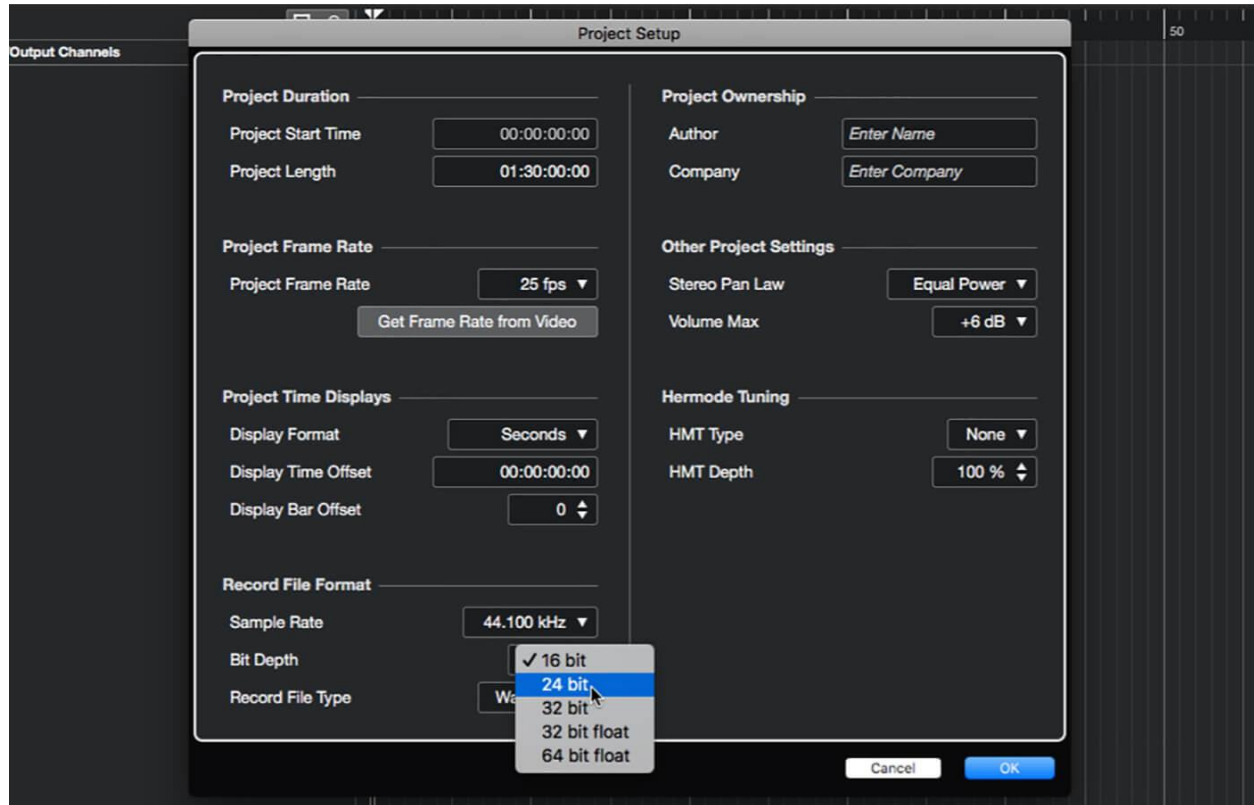 Project Setup
50
Output Channels
Project Duration
Project Start Time 00:00:00:00
Project Length 01:30:00:00
Project Frame Rate
Project Frame Rate 25 fps
Get Frame Rate from Video
Project Time Displays
Display Format Seconds
Display Time Offset 00:00:00:00
Display Bar Offset 0
Record File Format
Sample Rate 44.100 kHz
Bit Depth
✓ 16 bit
24 bit
32 bit
32 bit float
64 bit float
Record File Type
Project Ownership
Author Enter Name
Company Enter Company
Other Project Settings
Stereo Pan Law Equal Power
Volume Max +6 dB
Hermode Tuning
HMT Type None
HMT Depth 100 %
Cancel OK